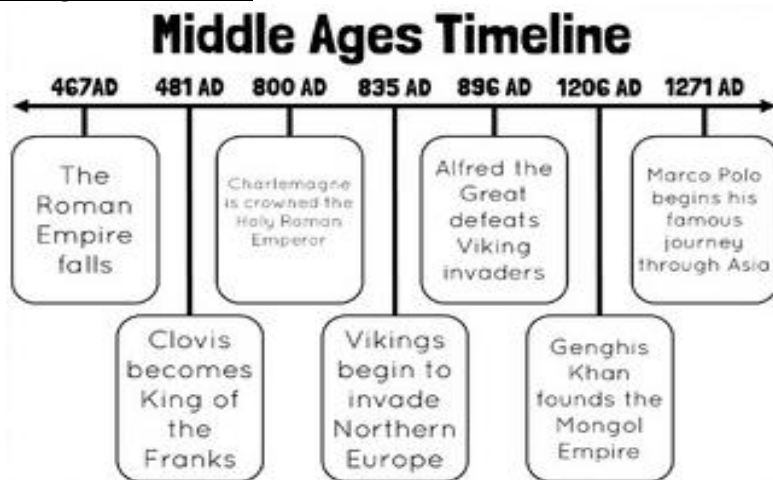 Middle Ages Timeline
467AD 481 AD 800 AD 835 AD 896 AD 1206 AD 1271 AD
The
Roman
Empire
falls
Charlemagne
is crowned the
Holy Roman
Emperor
Alfred the
Great
defeats
Viking
invaders
Marco Polo
begins his
famous
journey
through Asia
Clovis
becomes
King of
the
Franks
Vikings
begin to
invade
Northern
Europe
Genghis
Khan
founds the
Mongol
Empire